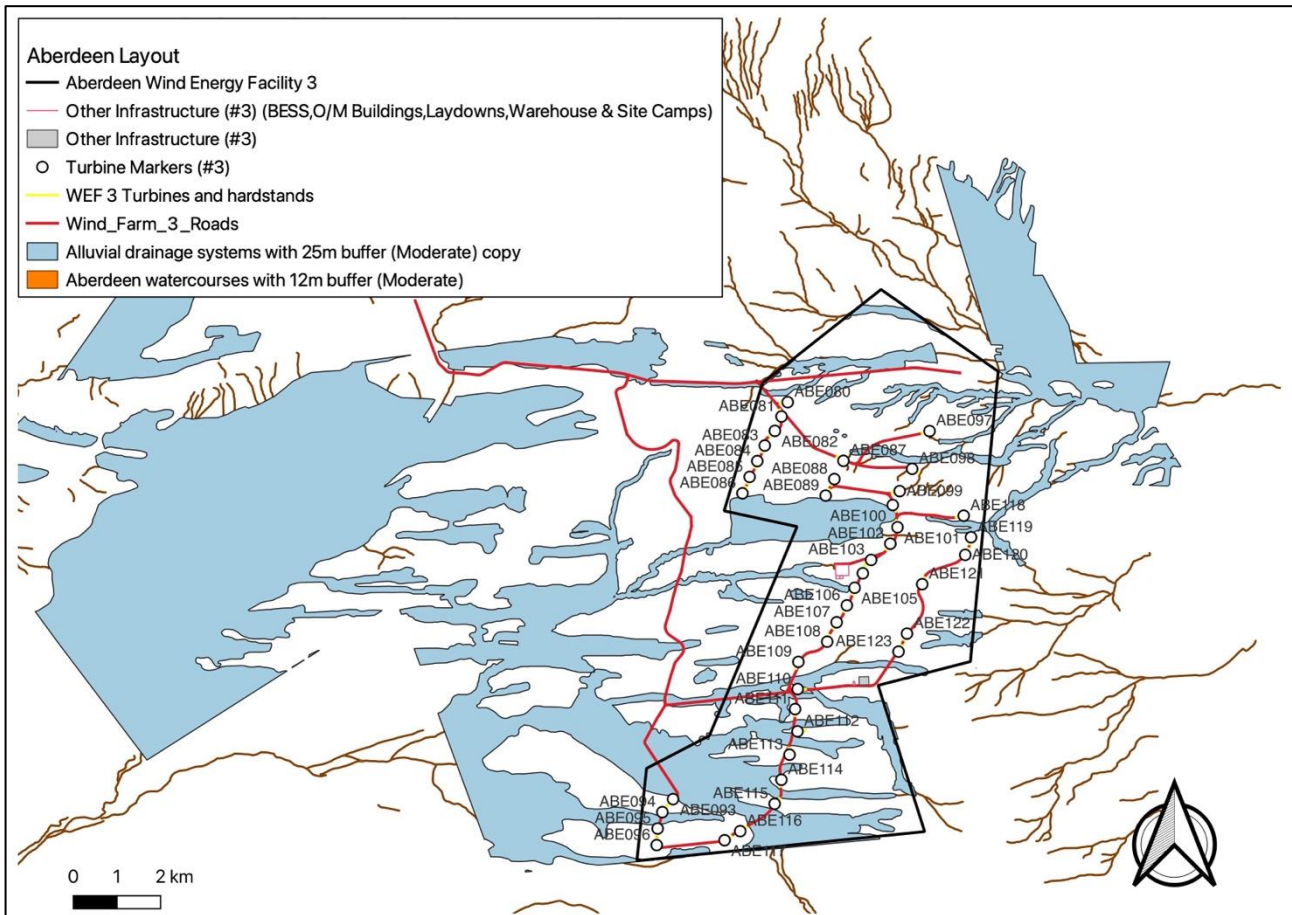 Aberdeen Layout
Aberdeen Wind Energy Facility 3
Other Infrastructure (#3) (BESS,O/M Buildings,Laydowns,Warehouse & Site Camps)
Other Infrastructure (#3)
Turbine Markers (#3)
WEF 3 Turbines and hardstands
Wind_Farm_3_Roads
Alluvial drainage systems with 25m buffer (Moderate) copy
Aberdeen watercourses with 12m buffer (Moderate)
ABE080
ABE081
ABE097
ABE083
ABE082
ABE084
ABE087
ABE085
ABE088
ABE098
ABE086
ABE089
ABE099
ABE100
ABE118
ABE102
ABE101
ABE119
ABE103
ABE120
ABE121
ABE106
ABE105
ABE107
ABE108
ABE122
ABE109
ABE123
ABE110
ABE111
ABE112
ABE113
ABE114
ABE094
ABE093
ABE115
ABE095
ABE116
ABE096
ABE117
0 1 2 km